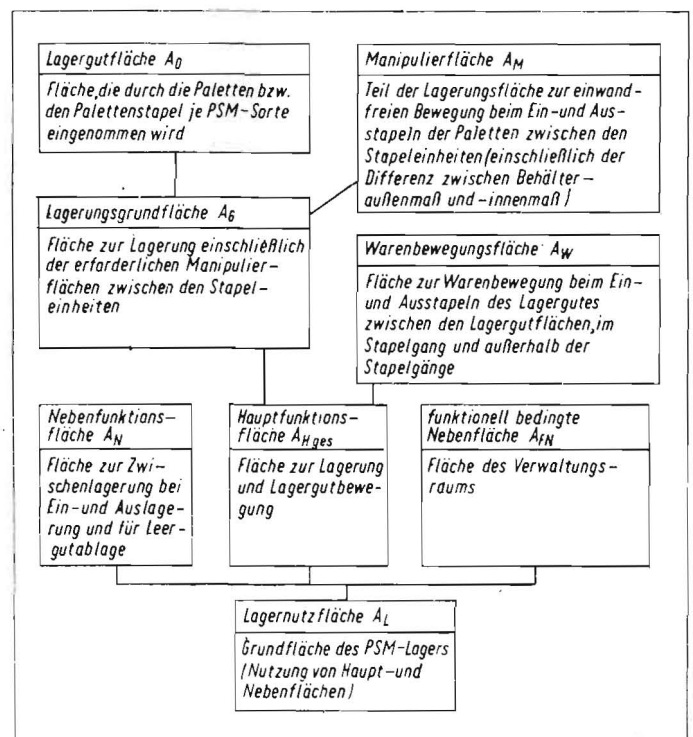 Lagergutfläche A0
Fläche,die durch die Paletten bzw.
den Palettenstapel je PSM-Sorte
eingenommen wird
Manipulierfläche AM
Teil der Lagerungsfläche zur einwand-
freien Bewegung beim Ein-und Aus-
stapeln der Paletten zwischen den
Stapeleinheiten(einschließlich der
Differenz zwischen Behälter-
außenmaß und -innenmaß)
Lagerungsgrundfläche AG
Fläche zur Lagerung einschließlich
der erforderlichen Manipulier-
flächen zwischen den Stapel-
einheiten
Warenbewegungsfläche AW
Fläche zur Warenbewegung beim Ein-
und Ausstapeln des Lagergutes
zwischen den Lagergutflächen,im
Stapelgang und außerhalb der
Stapelgänge
Nebenfunktions-
fläche AN
Fläche zur Zwi-
schenlagerung bei
Ein-und Auslage-
rung und für Leer-
gutablage
Hauptfunktions-
fläche AHges
Fläche zur Lagerung
und Lagergutbewe-
gung
funktionell bedingte
Nebenfläche AFN
Fläche des Verwaltungs-
raums
Lagernutzfläche AL
Grundfläche des PSM-Lagers
(Nutzung von Haupt-und
Nebenflächen)